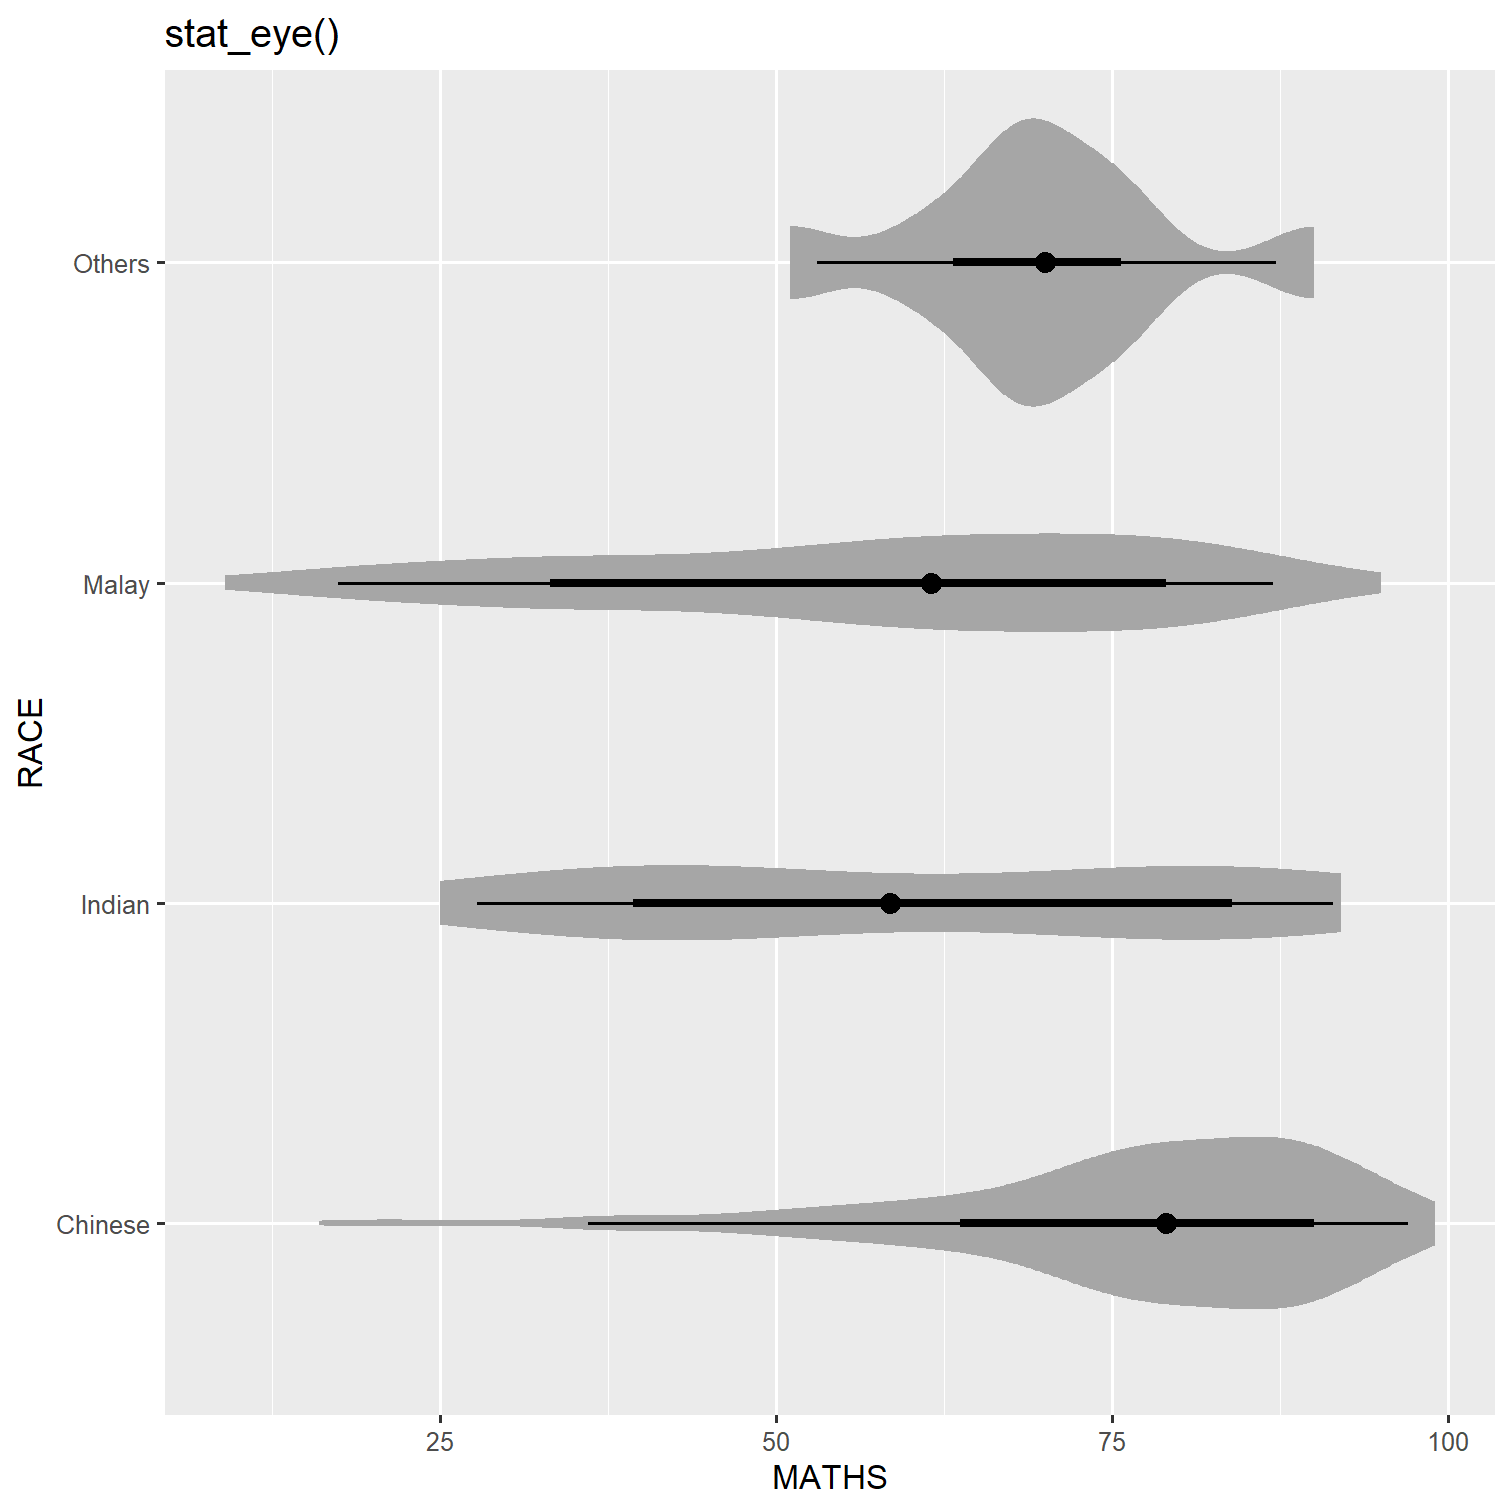 stat_eye()
Others
Malay
Indian
Chinese
RACE
25 50 75 100
MATHS